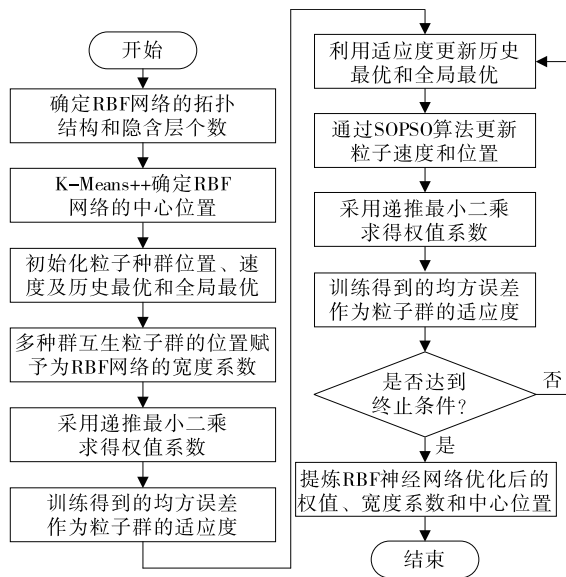 开始
确定RBF网络的拓扑
结构和隐含层个数
K-Means++确定RBF
网络的中心位置
初始化粒子种群位置、速
度及历史最优和全局最优
多种群互生粒子群的位置赋
予为RBF网络的宽度系数
采用递推最小二乘
求得权值系数
训练得到的均方误差
作为粒子群的适应度
利用适应度更新历史
最优和全局最优
通过SOPSO算法更新
粒子速度和位置
采用递推最小二乘
求得权值系数
训练得到的均方误差
作为粒子群的适应度
是否达到
终止条件?
否
是
提炼RBF神经网络优化后的
权值、宽度系数和中心位置
结束